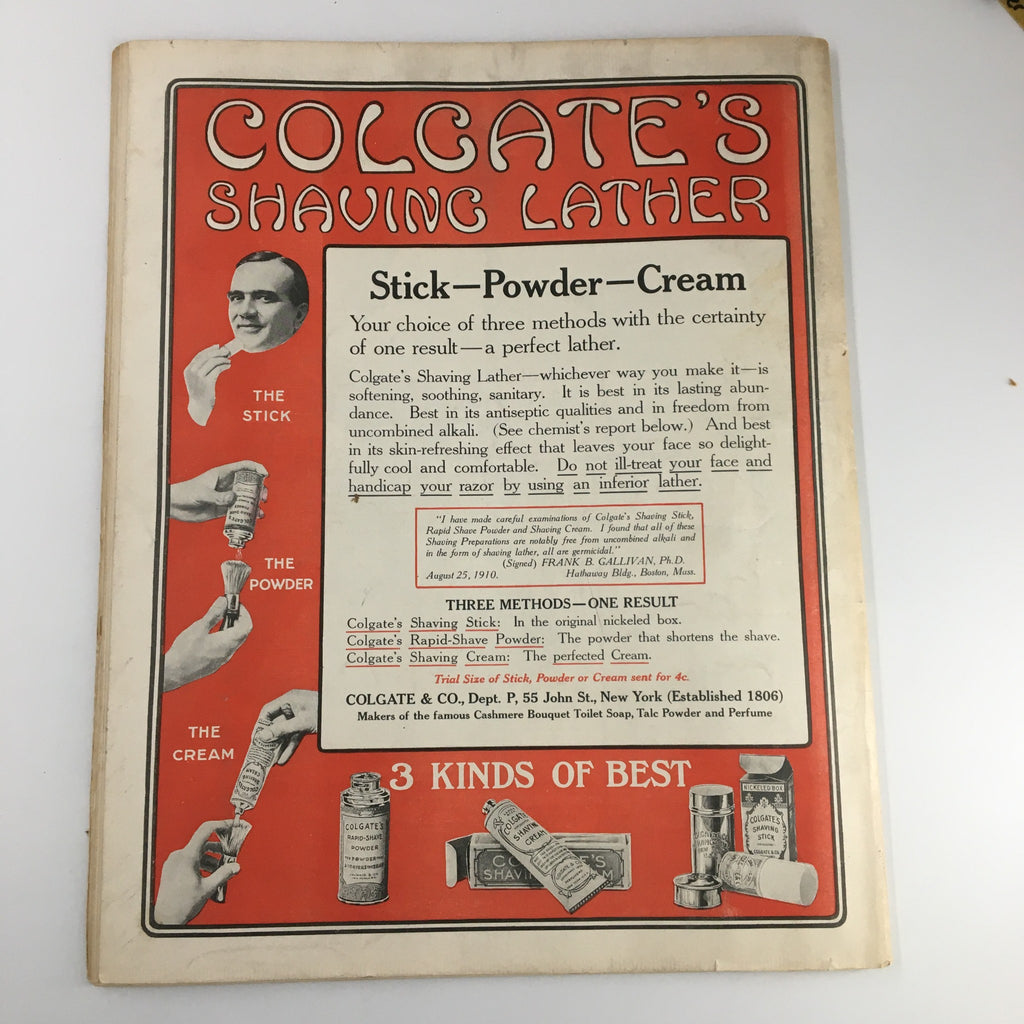 COLGATE'S
SHAVING LATHER
Stick—Powder—Cream
Your choice of three methods with the certainty
of one result—a perfect lather.
Colgate's Shaving Lather—whichever way you make it—is
softening, soothing, sanitary. It is best in its lasting abun-
dance. Best in its antiseptic qualities and in freedom from
uncombined alkali. (See chemist's report below.) And best
in its skin-refreshing effect that leaves your face so delight-
fully cool and comfortable. Do not ill-treat your face and
handicap your razor by using an inferior lather.
"I have made careful examinations of Colgate's Shaving Stick,
Rapid Shave Powder and Shaving Cream. I found that all of these
Shaving Preparations are notably free from uncombined alkali and
in the form of shaving lather, all are germicidal."
(Signed) FRANK B. GALLIVAN, Ph.D.
August 25, 1910. Hathaway Bldg., Boston, Mass.
THREE METHODS—ONE RESULT
Colgate's Shaving Stick: In the original nickeled box.
Colgate's Rapid-Shave Powder: The powder that shortens the shave.
Colgate's Shaving Cream: The perfected Cream.
Trial Size of Stick, Powder or Cream sent for 4c.
COLGATE & CO., Dept. P, 55 John St., New York (Established 1806)
Makers of the famous Cashmere Bouquet Toilet Soap, Talc Powder and Perfume
THE
STICK
THE
POWDER
THE
CREAM
3 KINDS OF BEST
COLGATE'S
RAPID-SHAVE
POWDER
COLGATE'S
SHAVING
CREAM
NICKELED BOX
COLGATE'S
SHAVING
STICK
COLGATE & CO.